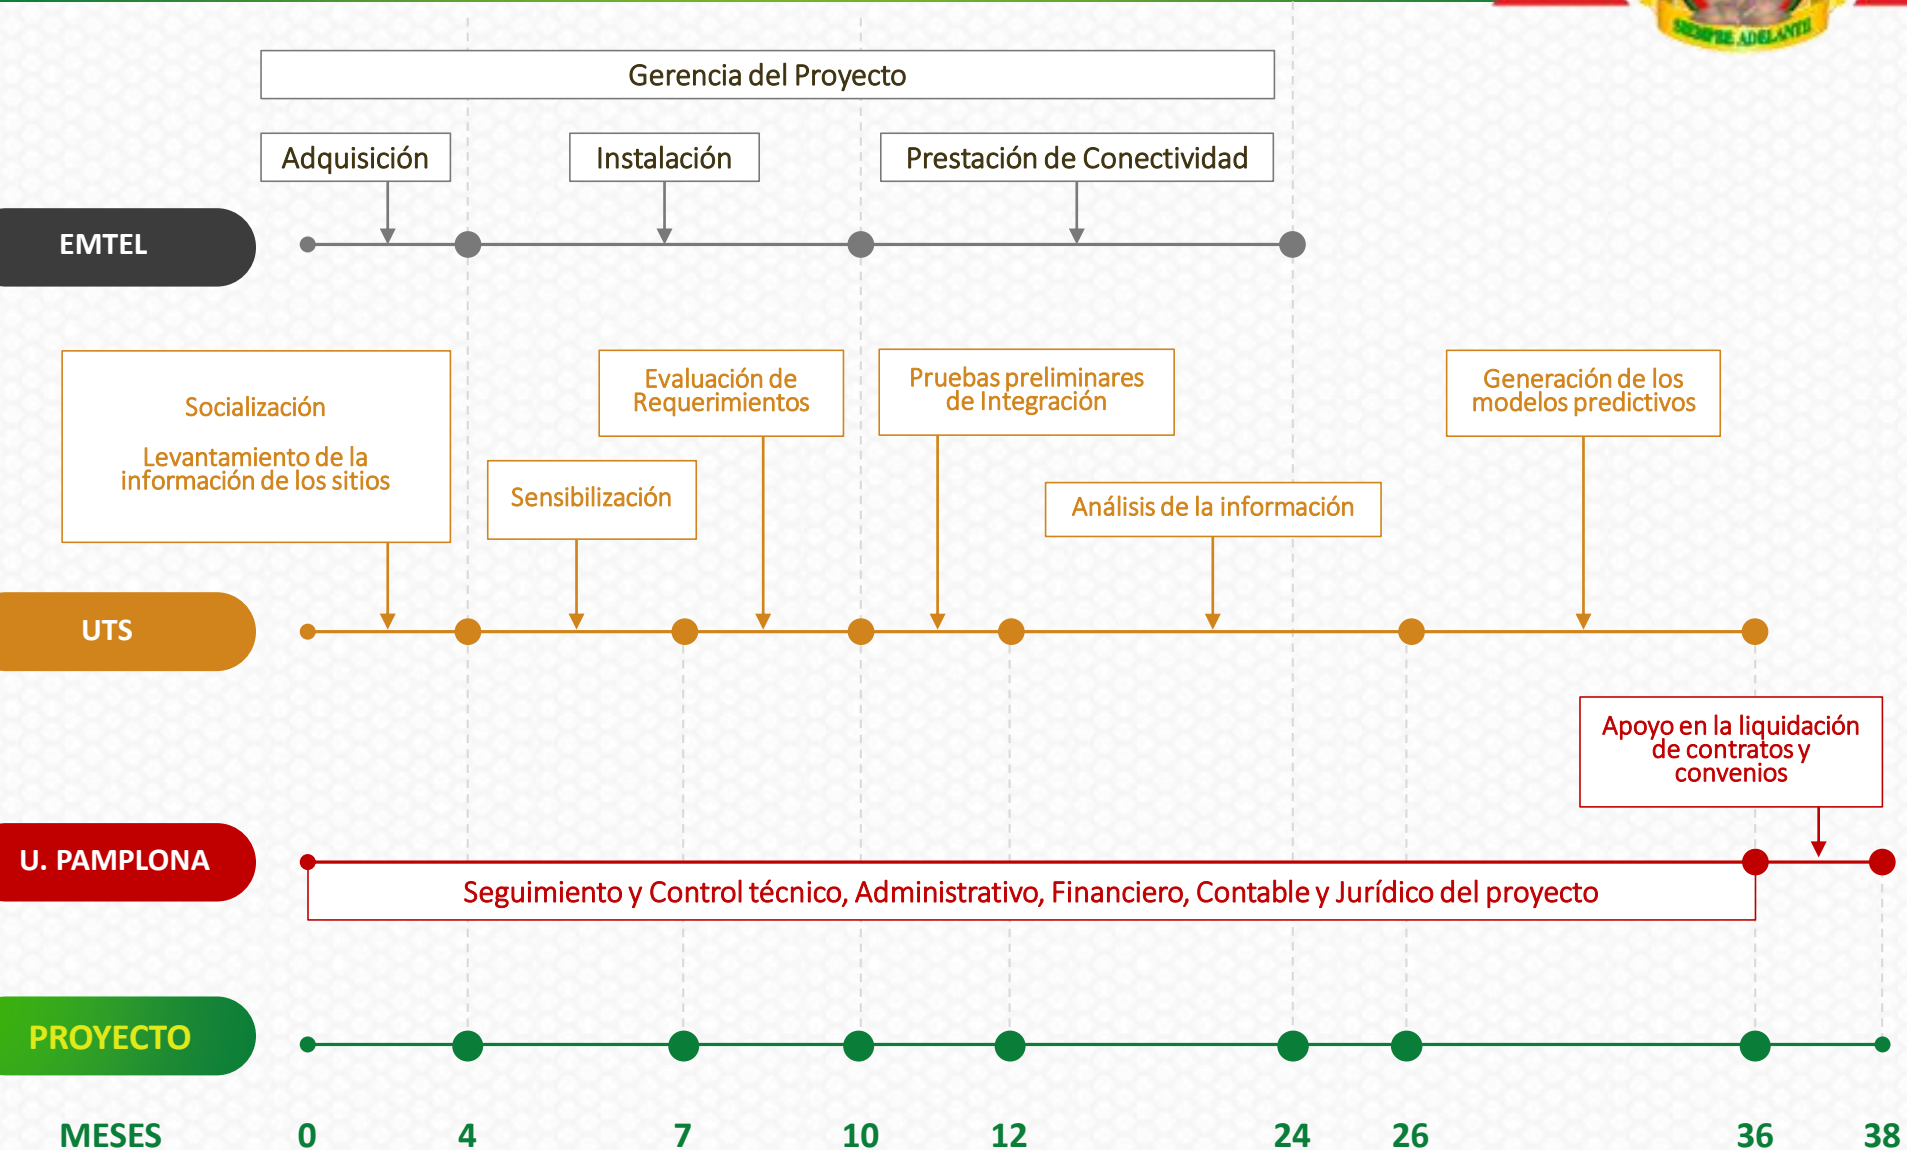 SIEMPRE ADELANTE
Gerencia del Proyecto
Adquisición
Instalación
Prestación de Conectividad
EMTEL
Socialización
Levantamiento de la
información de los sitios
Sensibilización
Evaluación de
Requerimientos
Pruebas preliminares
de Integración
Análisis de la información
Generación de los
modelos predictivos
UTS
Apoyo en la liquidación
de contratos y
convenios
U. PAMPLONA
Seguimiento y Control técnico, Administrativo, Financiero, Contable y Jurídico del proyecto
PROYECTO
MESES 0 4 7 10 12 24 26 36 38